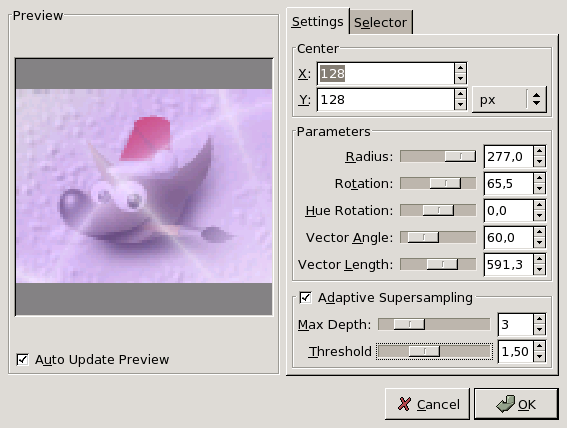 Preview
Settings
Selector
Center
X: 128
Y: 128
px
Parameters
Radius: 277,0
Rotation: 65,5
Hue Rotation: 0,0
Vector Angle: 60,0
Vector Length: 591,3
Adaptive Supersampling
Max Depth: 3
Threshold 1,50
Auto Update Preview
Cancel
OK